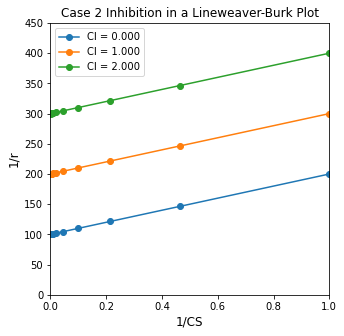 Case 2 Inhibition in a Lineweaver-Burk Plot
CI = 0.000
CI = 1.000
CI = 2.000
1/r
450
400
350
300
250
200
150
100
50
0
0.0 0.2 0.4 0.6 0.8 1.0
1/CS